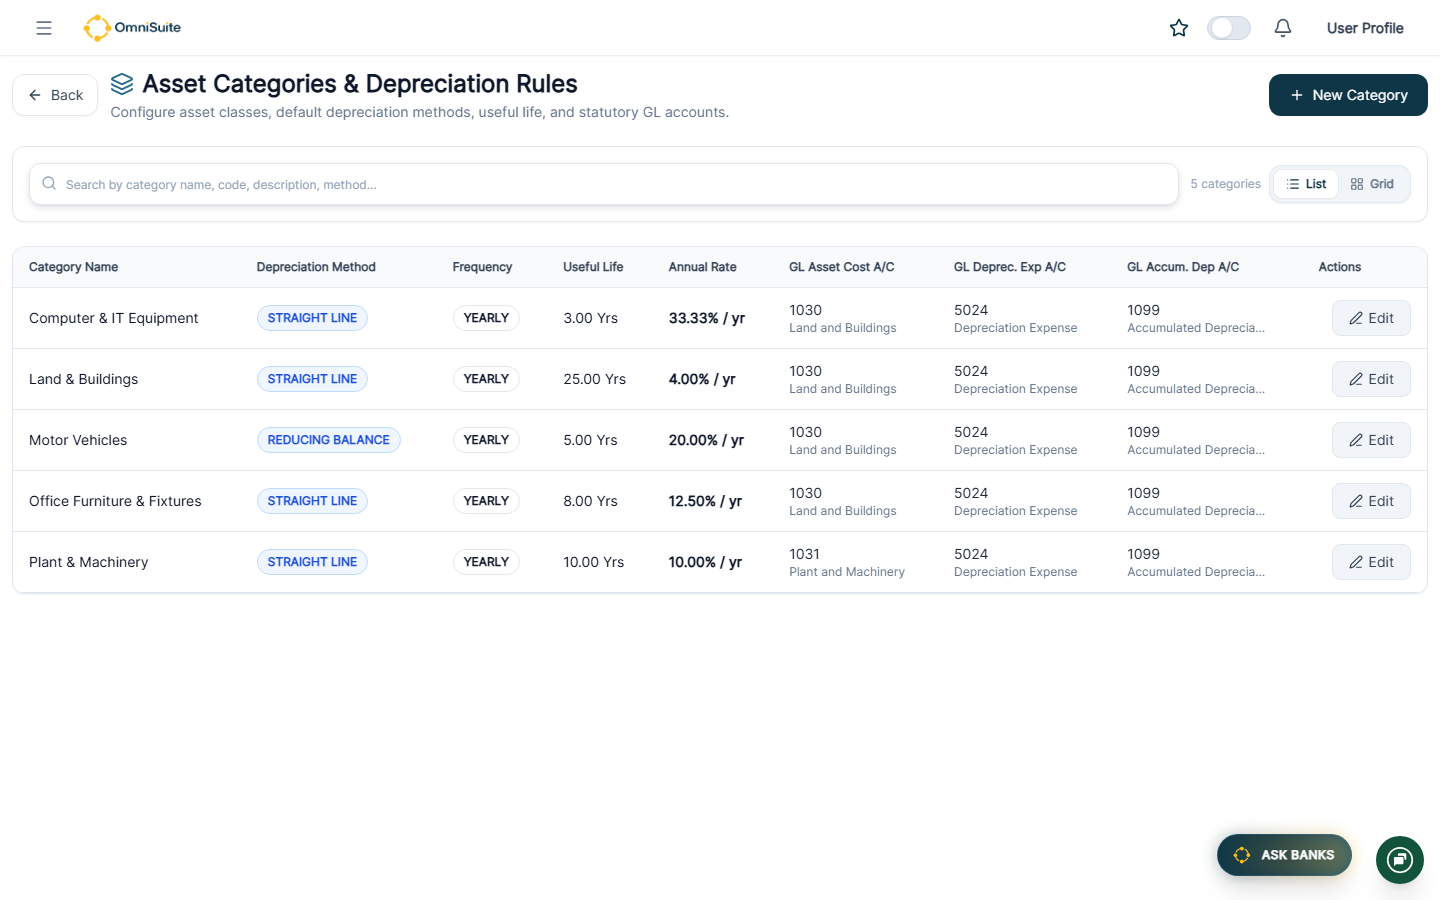 OmniSuite
User Profile
Back
Asset Categories & Depreciation Rules
Configure asset classes, default depreciation methods, useful life, and statutory GL accounts.
New Category
Search by category name, code, description, method...
5 categories
List
Grid
Category Name Depreciation Method Frequency Useful Life Annual Rate GL Asset Cost A/C GL Deprec. Exp A/C GL Accum. Dep A/C Actions
Computer & IT Equipment STRAIGHT LINE YEARLY 3.00 Yrs 33.33% / yr 1030 5024 1099 Edit
Land and Buildings Depreciation Expense Accumulated Deprecia...
Land & Buildings STRAIGHT LINE YEARLY 25.00 Yrs 4.00% / yr 1030 5024 1099 Edit
Land and Buildings Depreciation Expense Accumulated Deprecia...
Motor Vehicles REDUCING BALANCE YEARLY 5.00 Yrs 20.00% / yr 1030 5024 1099 Edit
Land and Buildings Depreciation Expense Accumulated Deprecia...
Office Furniture & Fixtures STRAIGHT LINE YEARLY 8.00 Yrs 12.50% / yr 1030 5024 1099 Edit
Land and Buildings Depreciation Expense Accumulated Deprecia...
Plant & Machinery STRAIGHT LINE YEARLY 10.00 Yrs 10.00% / yr 1031 5024 1099 Edit
Plant and Machinery Depreciation Expense Accumulated Deprecia...
ASK BANKS